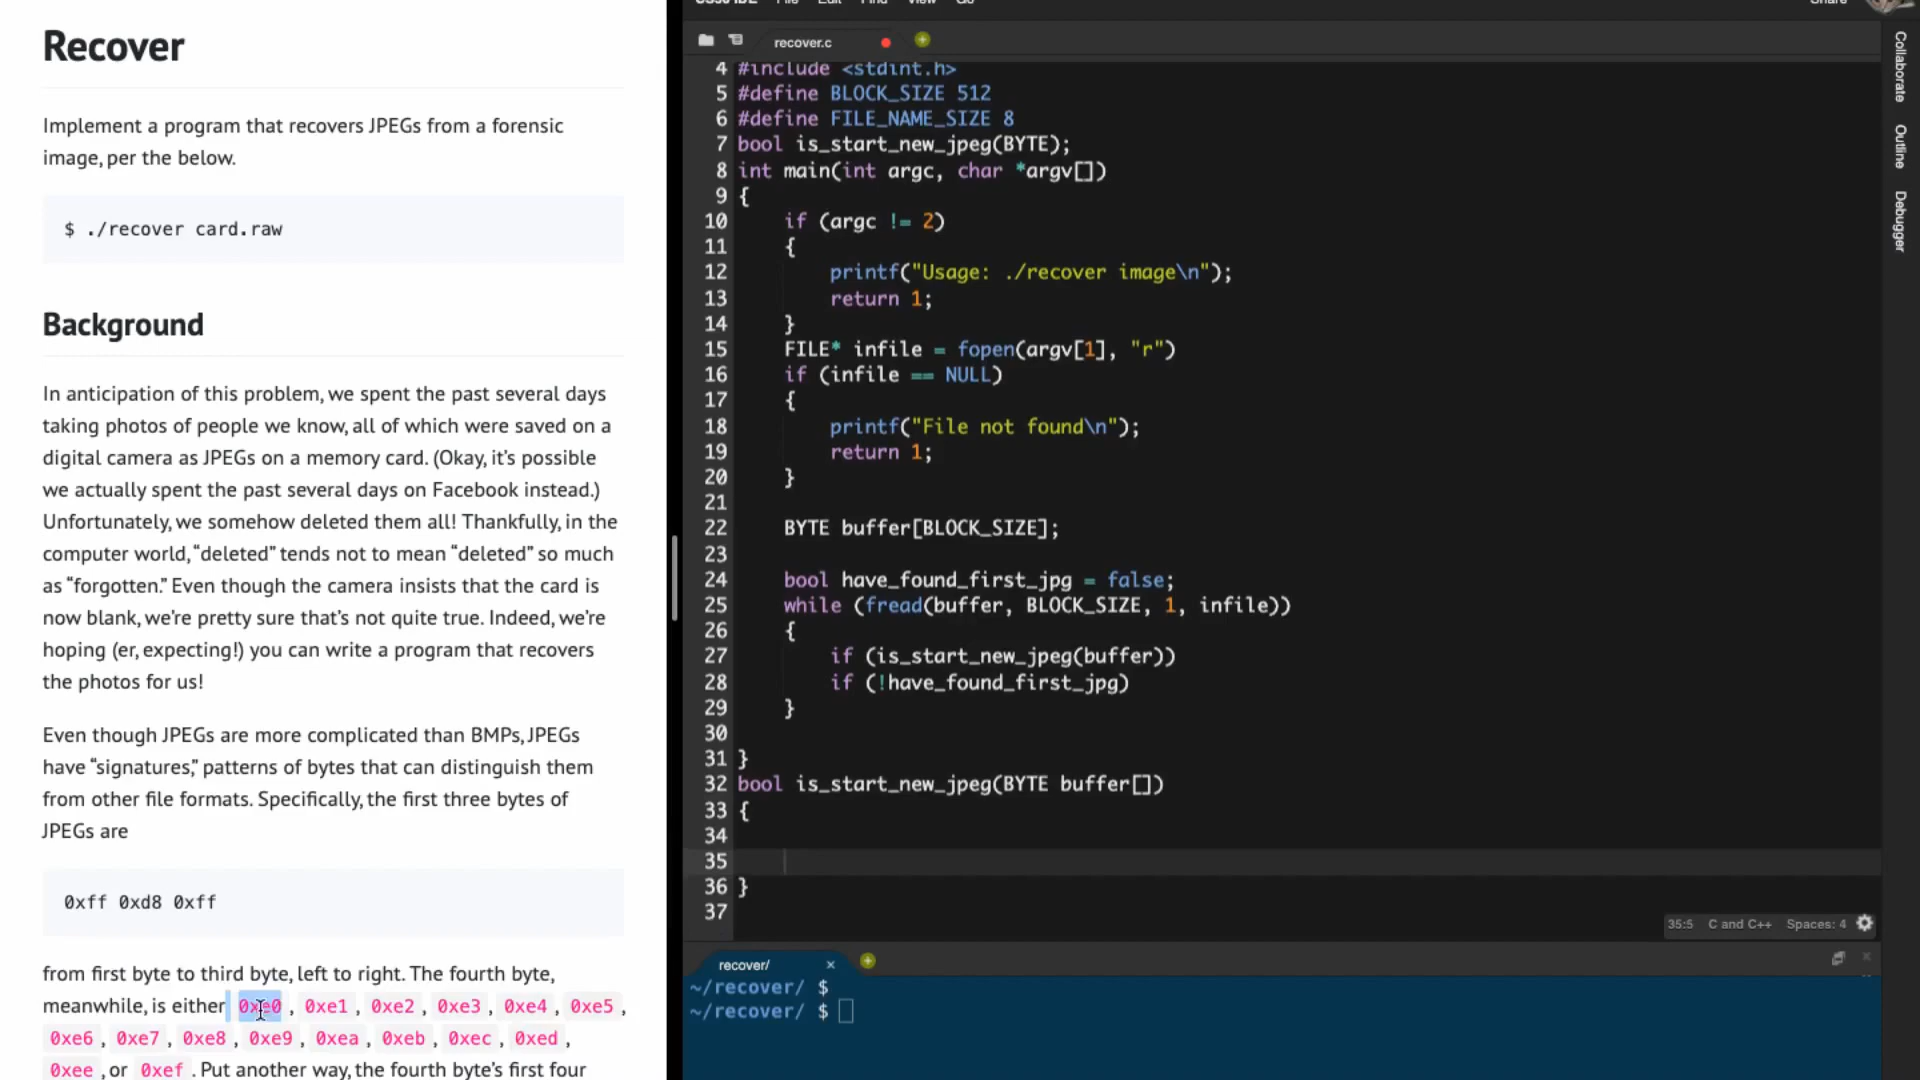 Recover
Implement a program that recovers JPEGs from a forensic
image, per the below.
$ ./recover card.raw
Background
In anticipation of this problem, we spent the past several days
taking photos of people we know, all of which were saved on a
digital camera as JPEGs on a memory card. (Okay, it’s possible
we actually spent the past several days on Facebook instead.)
Unfortunately, we somehow deleted them all! Thankfully, in the
computer world, “deleted” tends not to mean “deleted” so much
as “forgotten.” Even though the camera insists that the card is
now blank, we’re pretty sure that’s not quite true. Indeed, we’re
hoping (er, expecting!) you can write a program that recovers
the photos for us!
Even though JPEGs are more complicated than BMPs, JPEGs
have “signatures,” patterns of bytes that can distinguish them
from other file formats. Specifically, the first three bytes of
JPEGs are
0xff 0xd8 0xff
from first byte to third byte, left to right. The fourth byte,
meanwhile, is either 0xe0 , 0xe1 , 0xe2 , 0xe3 , 0xe4 , 0xe5 ,
0xe6 , 0xe7 , 0xe8 , 0xe9 , 0xea , 0xeb , 0xec , 0xed ,
0xee , or 0xef . Put another way, the fourth byte’s first four
CS50 IDE File Edit Find View Go Share
recover.c
4 #include <stdint.h>
5 #define BLOCK_SIZE 512
6 #define FILE_NAME_SIZE 8
7 bool is_start_new_jpeg(BYTE);
8 int main(int argc, char *argv[])
9 {
10 if (argc != 2)
11 {
12 printf("Usage: ./recover image\n");
13 return 1;
14 }
15 FILE* infile = fopen(argv[1], "r")
16 if (infile == NULL)
17 {
18 printf("File not found\n");
19 return 1;
20 }
21
22 BYTE buffer[BLOCK_SIZE];
23
24 bool have_found_first_jpg = false;
25 while (fread(buffer, BLOCK_SIZE, 1, infile))
26 {
27 if (is_start_new_jpeg(buffer))
28 if (!have_found_first_jpg)
29 }
30
31 }
32 bool is_start_new_jpeg(BYTE buffer[])
33 {
34
35
36 }
37
35:5 C and C++ Spaces: 4
recover/
~/recover/ $
~/recover/ $
Collaborate
Outline
Debugger